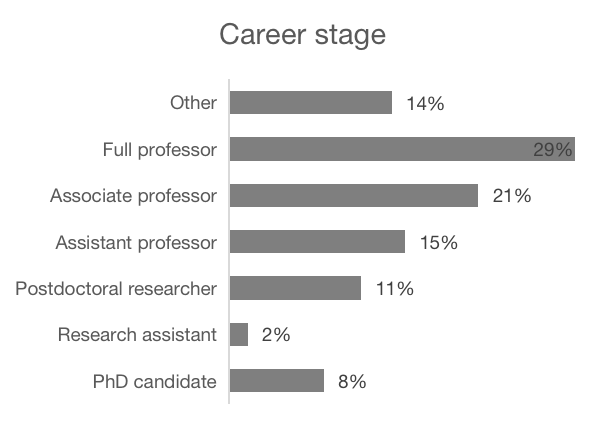 Career stage
Other 14%
Full professor 29%
Associate professor 21%
Assistant professor 15%
Postdoctoral researcher 11%
Research assistant 2%
PhD candidate 8%